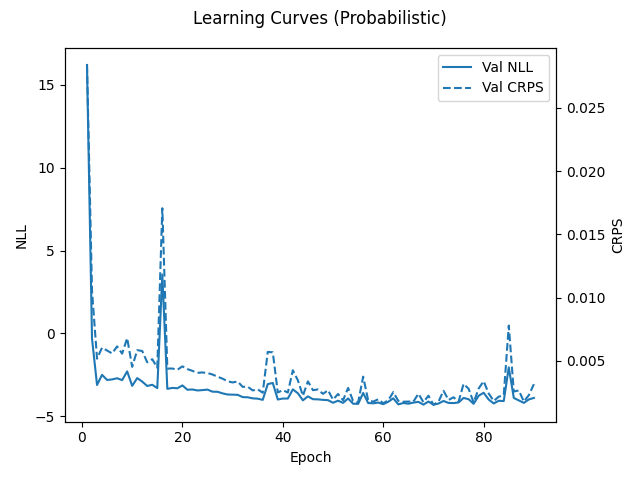 Learning Curves (Probabilistic)
Val NLL
Val CRPS
NLL
15
10
5
0
−5
0.025
0.020
0.015
0.010
0.005
CRPS
0
20
40
60
80
Epoch